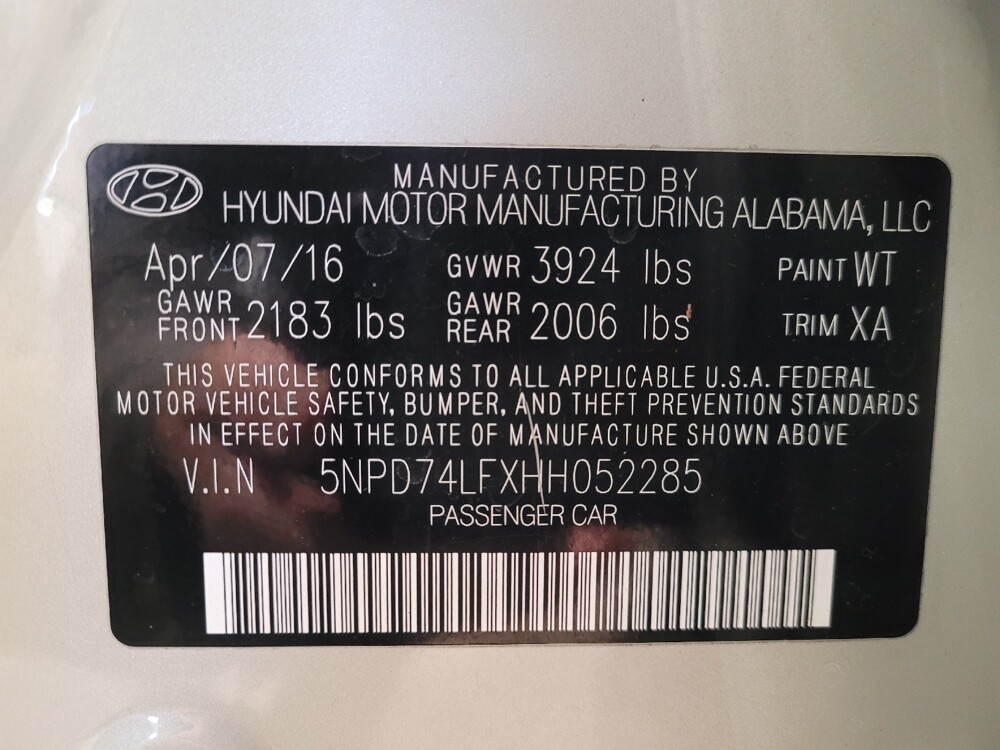 MANUFACTURED BY
HYUNDAI MOTOR MANUFACTURING ALABAMA, LLC
Apr/07/16 GVWR 3924 lbs PAINT WT
GAWR FRONT 2183 lbs GAWR REAR 2006 lbs TRIM XA
THIS VEHICLE CONFORMS TO ALL APPLICABLE U.S.A. FEDERAL
MOTOR VEHICLE SAFETY, BUMPER, AND THEFT PREVENTION STANDARDS
IN EFFECT ON THE DATE OF MANUFACTURE SHOWN ABOVE
V.I.N 5NPD74LFXHH052285
PASSENGER CAR